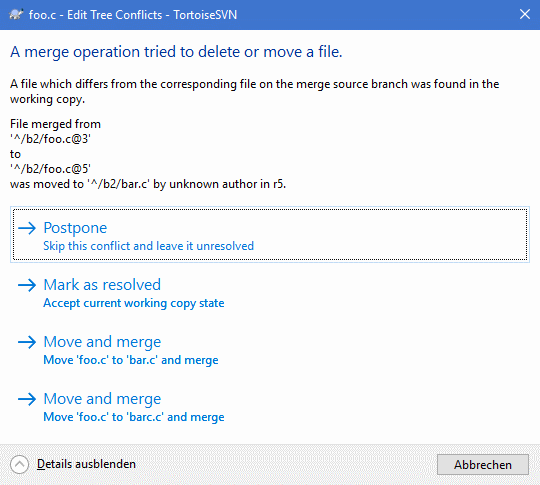 foo.c - Edit Tree Conflicts - TortoiseSVN
A merge operation tried to delete or move a file.
A file which differs from the corresponding file on the merge source branch was found in the
working copy.
File merged from
'^/b2/foo.c@3'
to
'^/b2/foo.c@5'
was moved to '^/b2/bar.c' by unknown author in r5.
Postpone
Skip this conflict and leave it unresolved
Mark as resolved
Accept current working copy state
Move and merge
Move 'foo.c' to 'bar.c' and merge
Move and merge
Move 'foo.c' to 'barc.c' and merge
Details ausblenden
Abbrechen